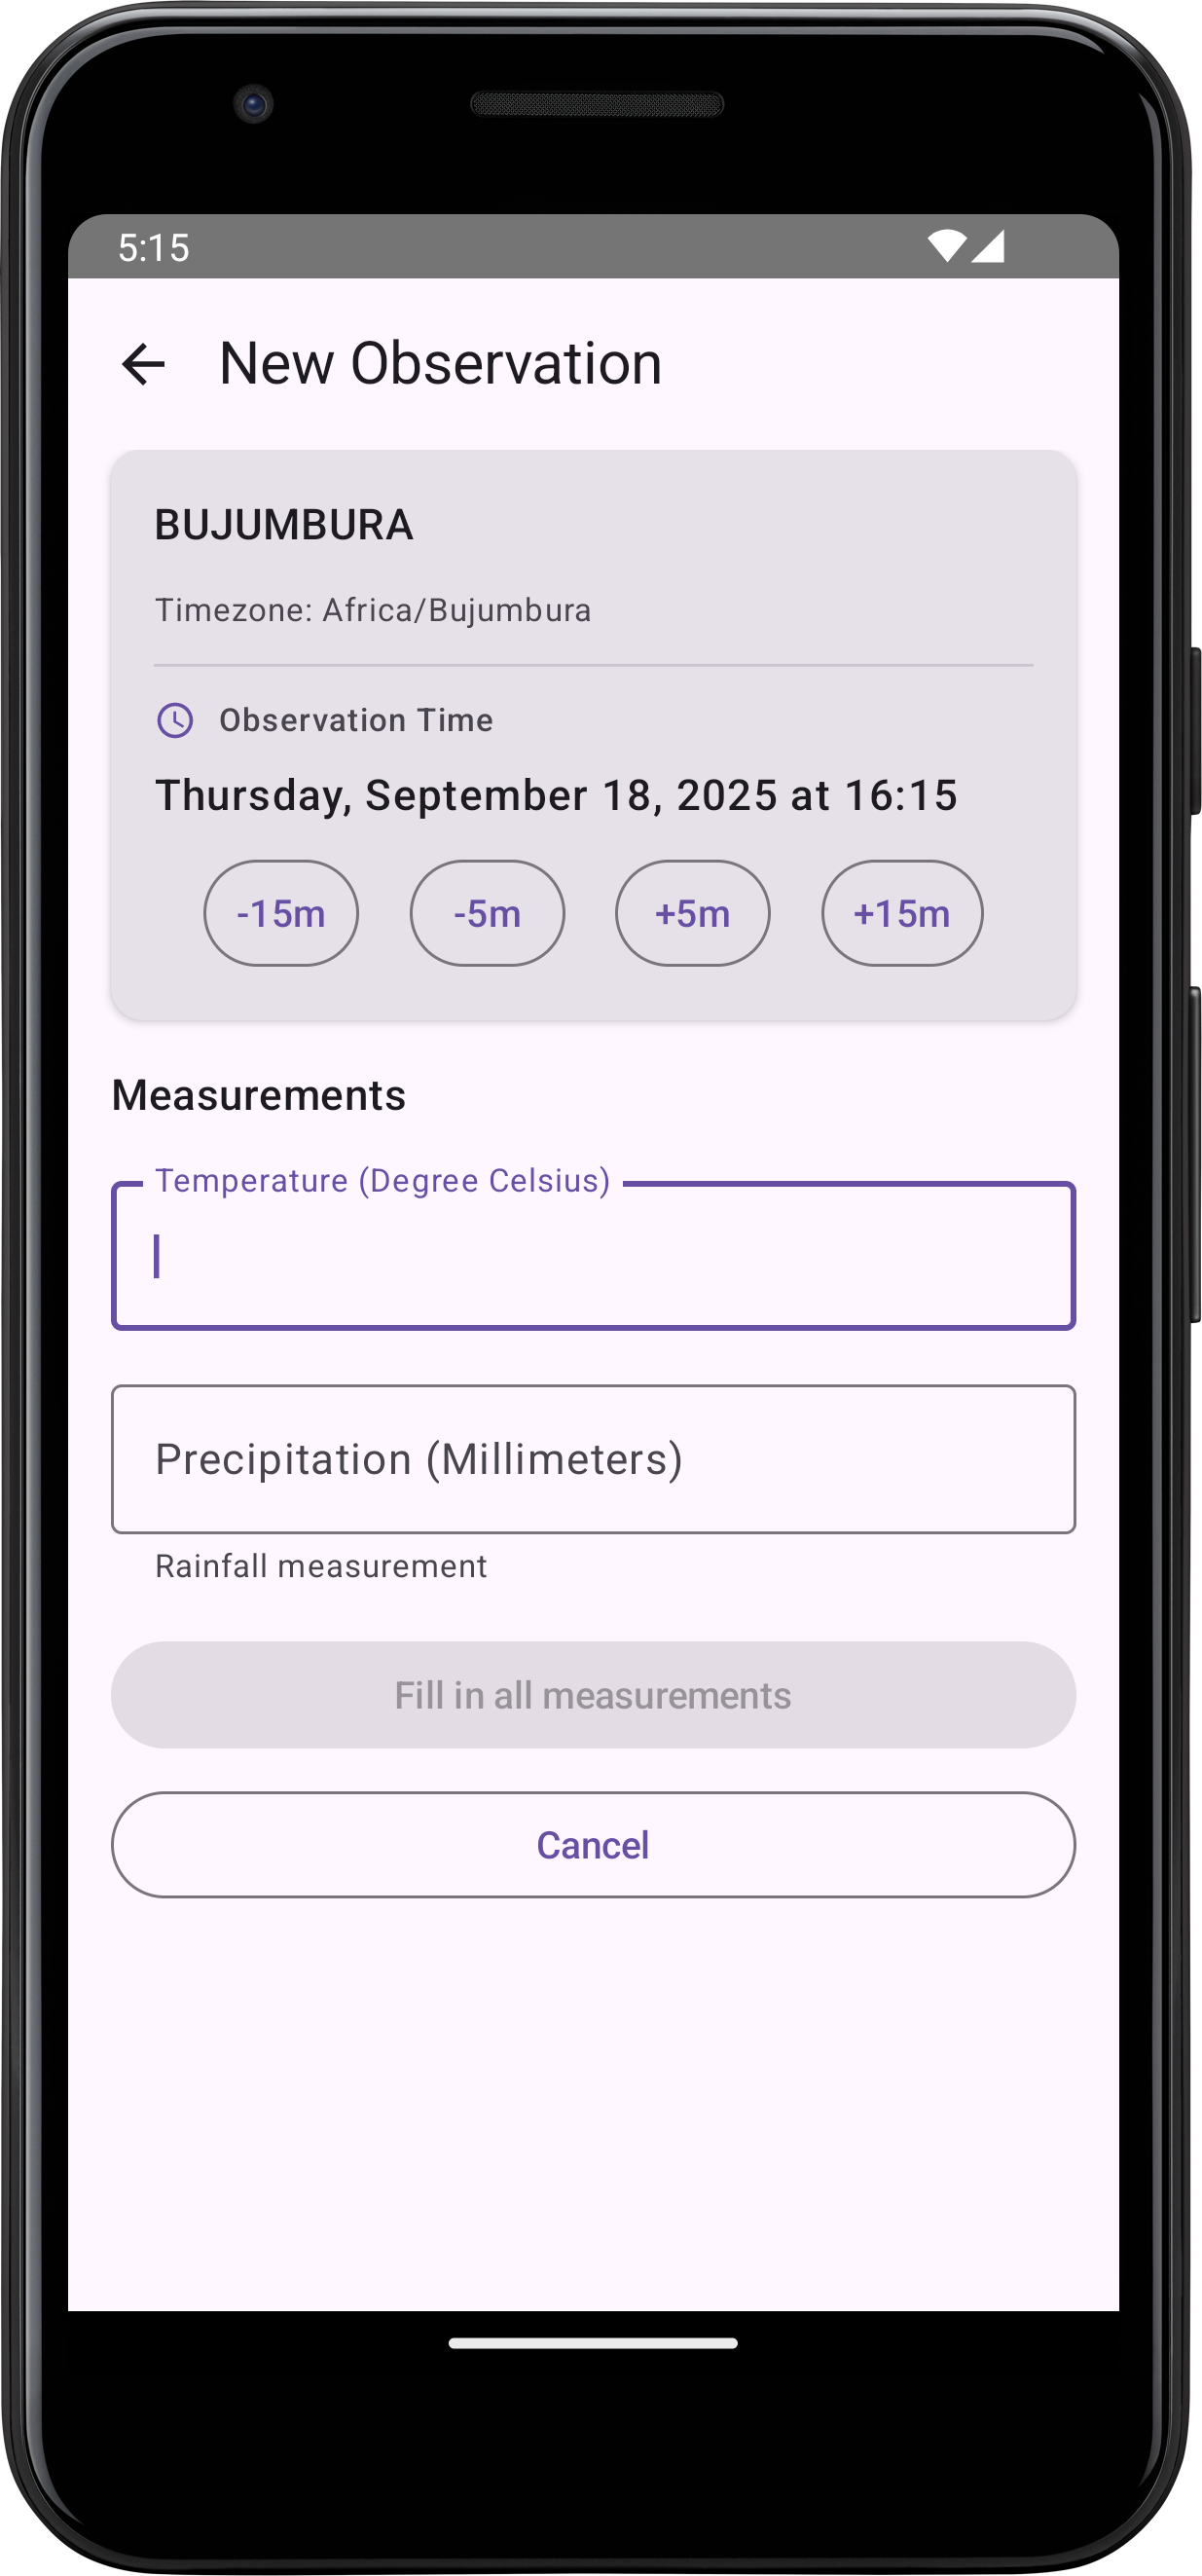 5:15
New Observation
BUJUMBURA
Timezone: Africa/Bujumbura
Observation Time
Thursday, September 18, 2025 at 16:15
-15m -5m +5m +15m
Measurements
Temperature (Degree Celsius)
Precipitation (Millimeters)
Rainfall measurement
Fill in all measurements
Cancel